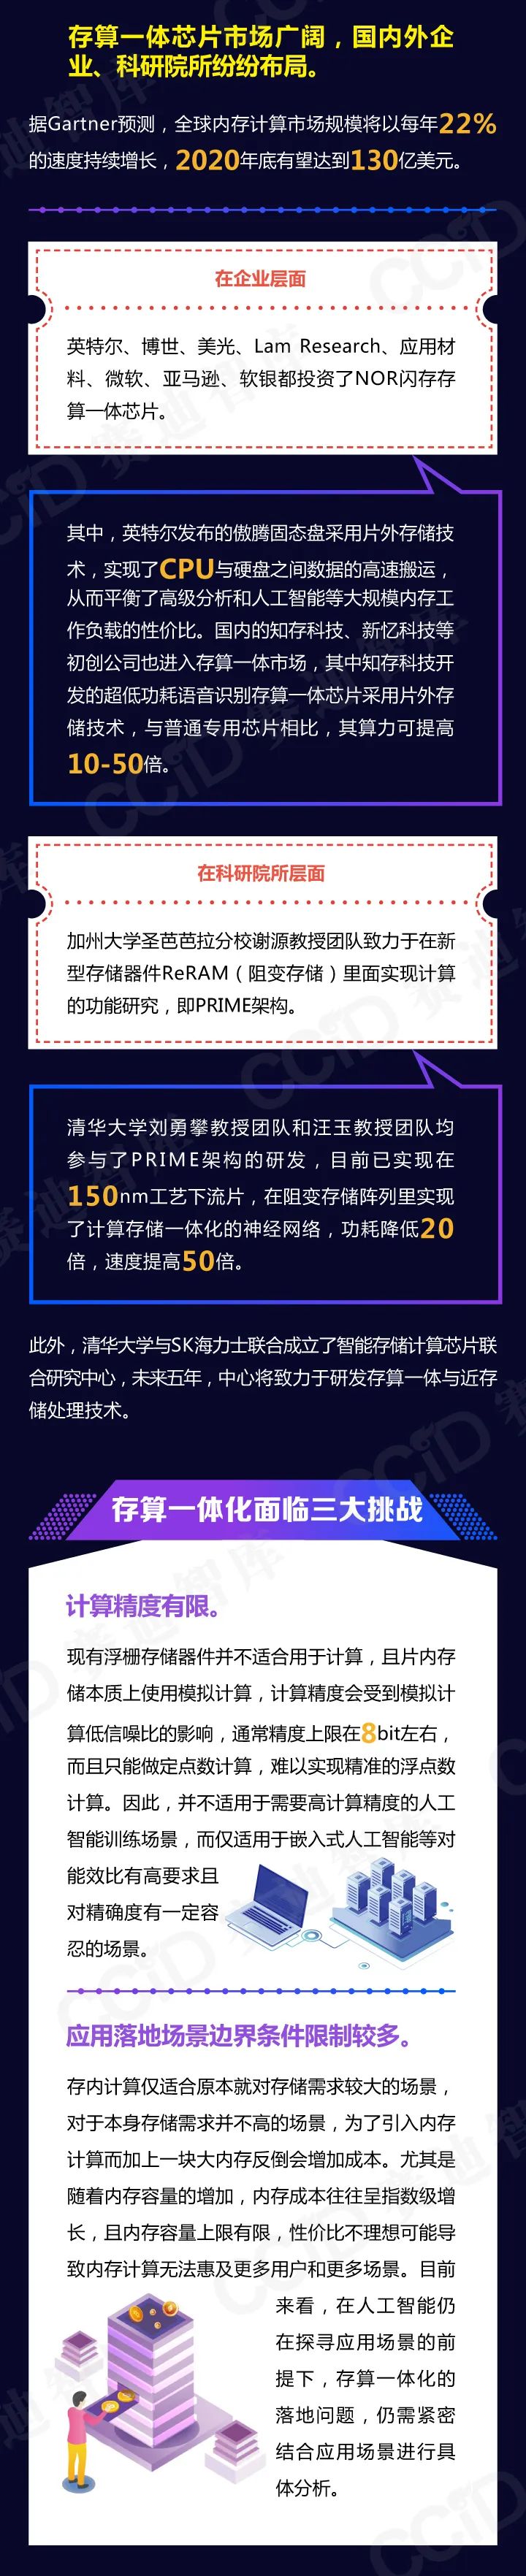 存算一体芯片市场广阔，国内外企
业、科研院所纷纷布局。
据Gartner预测，全球内存计算市场规模将以每年22%
的速度持续增长，2020年底有望达到130亿美元。
在企业层面
英特尔、博世、美光、Lam Research、应用材
料、微软、亚马逊、软银都投资了NOR闪存存
算一体芯片。
其中，英特尔发布的傲腾固态盘采用片外存储技
术，实现了CPU与硬盘之间数据的高速搬运，
从而平衡了高级分析和人工智能等大规模内存工
作负载的性价比。国内的知存科技、新忆科技等
初创公司也进入存算一体市场，其中知存科技开
发的超低功耗语音识别存算一体芯片采用片外存
储技术，与普通专用芯片相比，其算力可提高
10-50倍。
在科研院所层面
加州大学圣芭芭拉分校谢源教授团队致力于在新
型存储器件ReRAM（阻变存储）里面实现计算
的功能研究，即PRIME架构。
清华大学刘勇攀教授团队和汪玉教授团队均
参与了PRIME架构的研发，目前已实现在
150nm工艺下流片，在阻变存储阵列里实现
了计算存储一体化的神经网络，功耗降低20
倍，速度提高50倍。
此外，清华大学与SK海力士联合成立了智能存储计算芯片联
合研究中心，未来五年，中心将致力于研发存算一体与近存
储处理技术。
存算一体化面临三大挑战
计算精度有限。
现有浮栅存储器件并不适合用于计算，且片内存
储本质上使用模拟计算，计算精度会受到模拟计
算低信噪比的影响，通常精度上限在8bit左右，
而且只能做定点数计算，难以实现精准的浮点数
计算。因此，并不适用于需要高计算精度的人工
智能训练场景，而仅适用于嵌入式人工智能等对
能效比有高要求且
对精确度有一定容
忍的场景。
应用落地场景边界条件限制较多。
存内计算仅适合原本就对存储需求较大的场景，
对于本身存储需求并不高的场景，为了引入内存
计算而加上一块大内存反倒会增加成本。尤其是
随着内存容量的增加，内存成本往往呈指数级增
长，且内存容量上限有限，性价比不理想可能导
致内存计算无法惠及更多用户和更多场景。目前
来看，在人工智能仍
在探寻应用场景的前
提下，存算一体化的
落地问题，仍需紧密
结合应用场景进行具
体分析。
CCID 赛迪智库